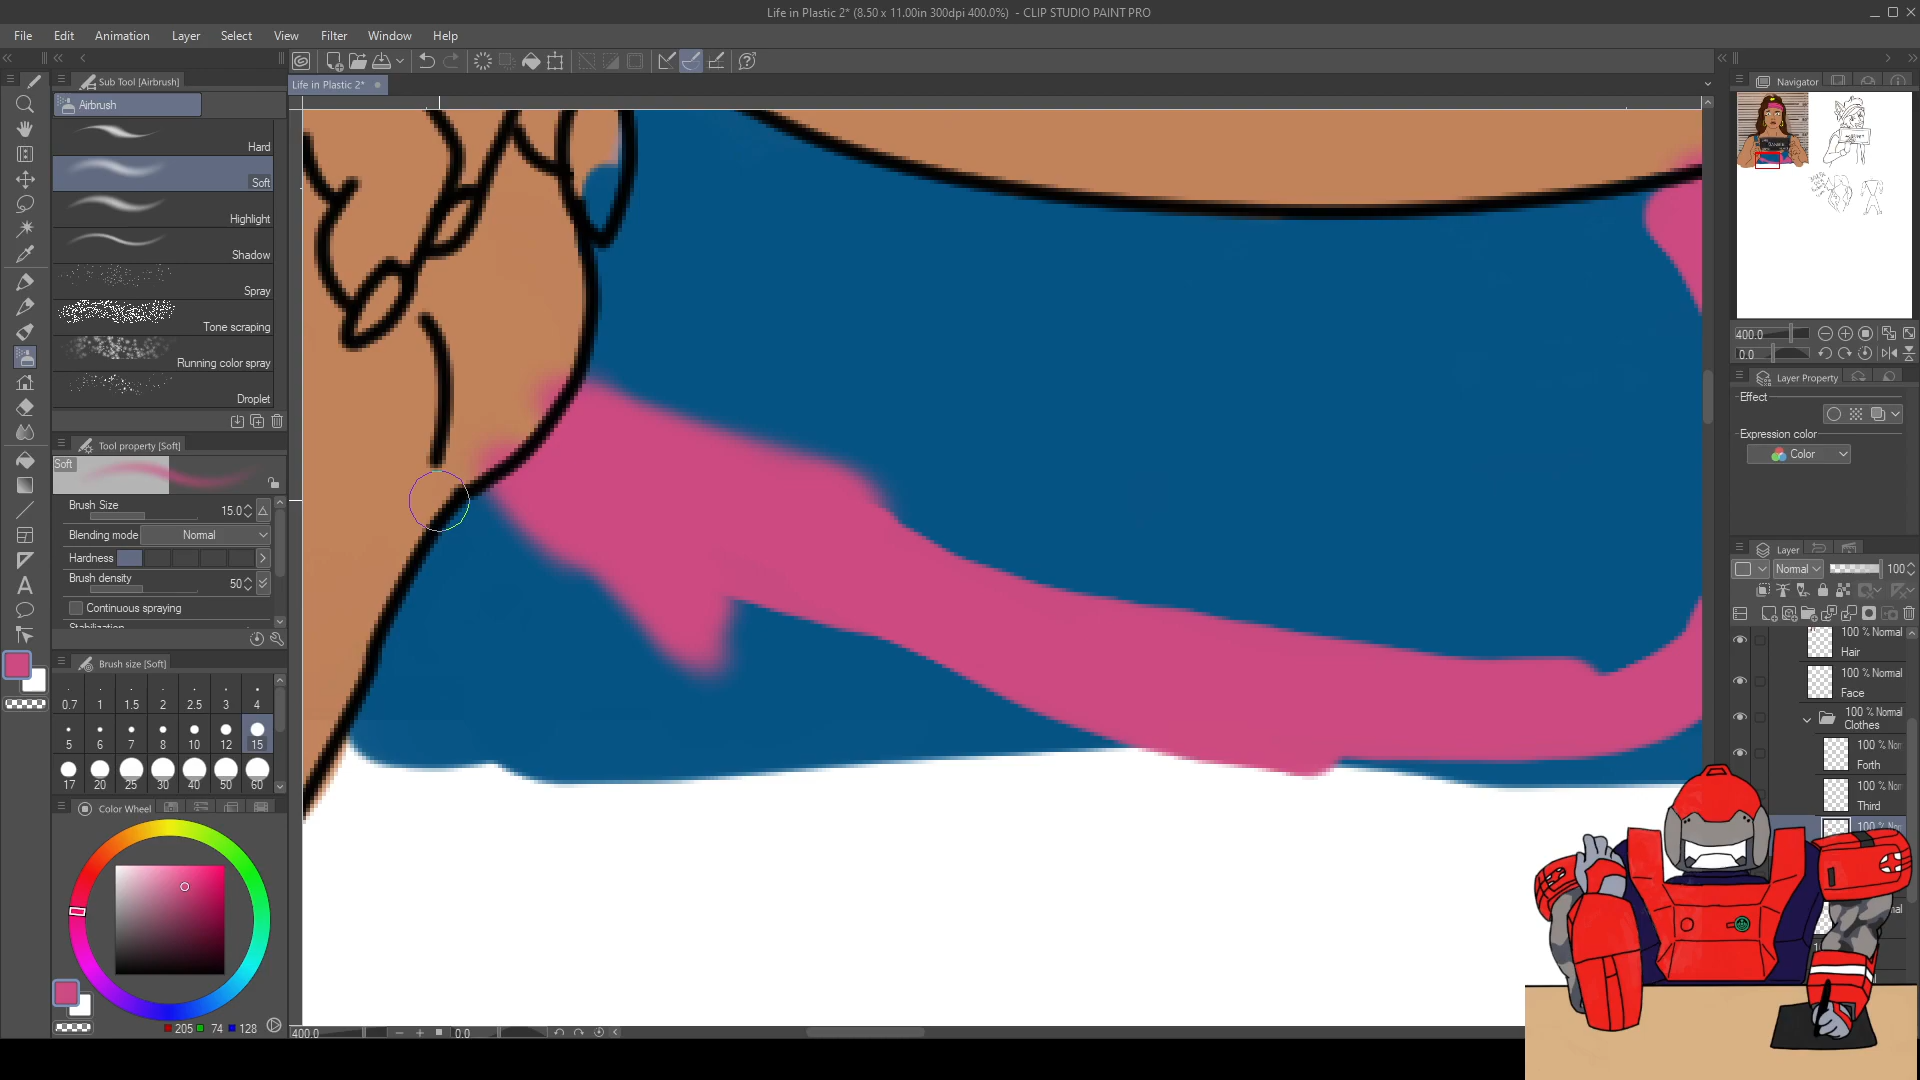 Life in Plastic 2* (8.50 x 11.00in 300dpi 400.0%) - CLIP STUDIO PAINT PRO
File Edit Animation Layer Select View Filter Window Help
Sub Tool [Airbrush]
Life in Plastic 2*
Navigator
Airbrush
Hard
Soft
Highlight
Shadow
Spray
Tone scraping
Running color spray
Droplet
Tool property [Soft]
Soft
Brush Size 15.0
Blending mode Normal
Hardness
Brush density 50
Continuous spraying
Brush size [Soft]
0.7 1 1.5 2 2.5 3 4
5 6 7 8 10 12 15
17 20 25 30 40 50 60
Color Wheel
205 74 128
400.0 0.0
400.0
0.0
Layer Property
Effect
Expression color
Color
Layer
Normal 100
100 % Normal
Hair
100 % Normal
Face
100 % Normal
Clothes
Forth
Third